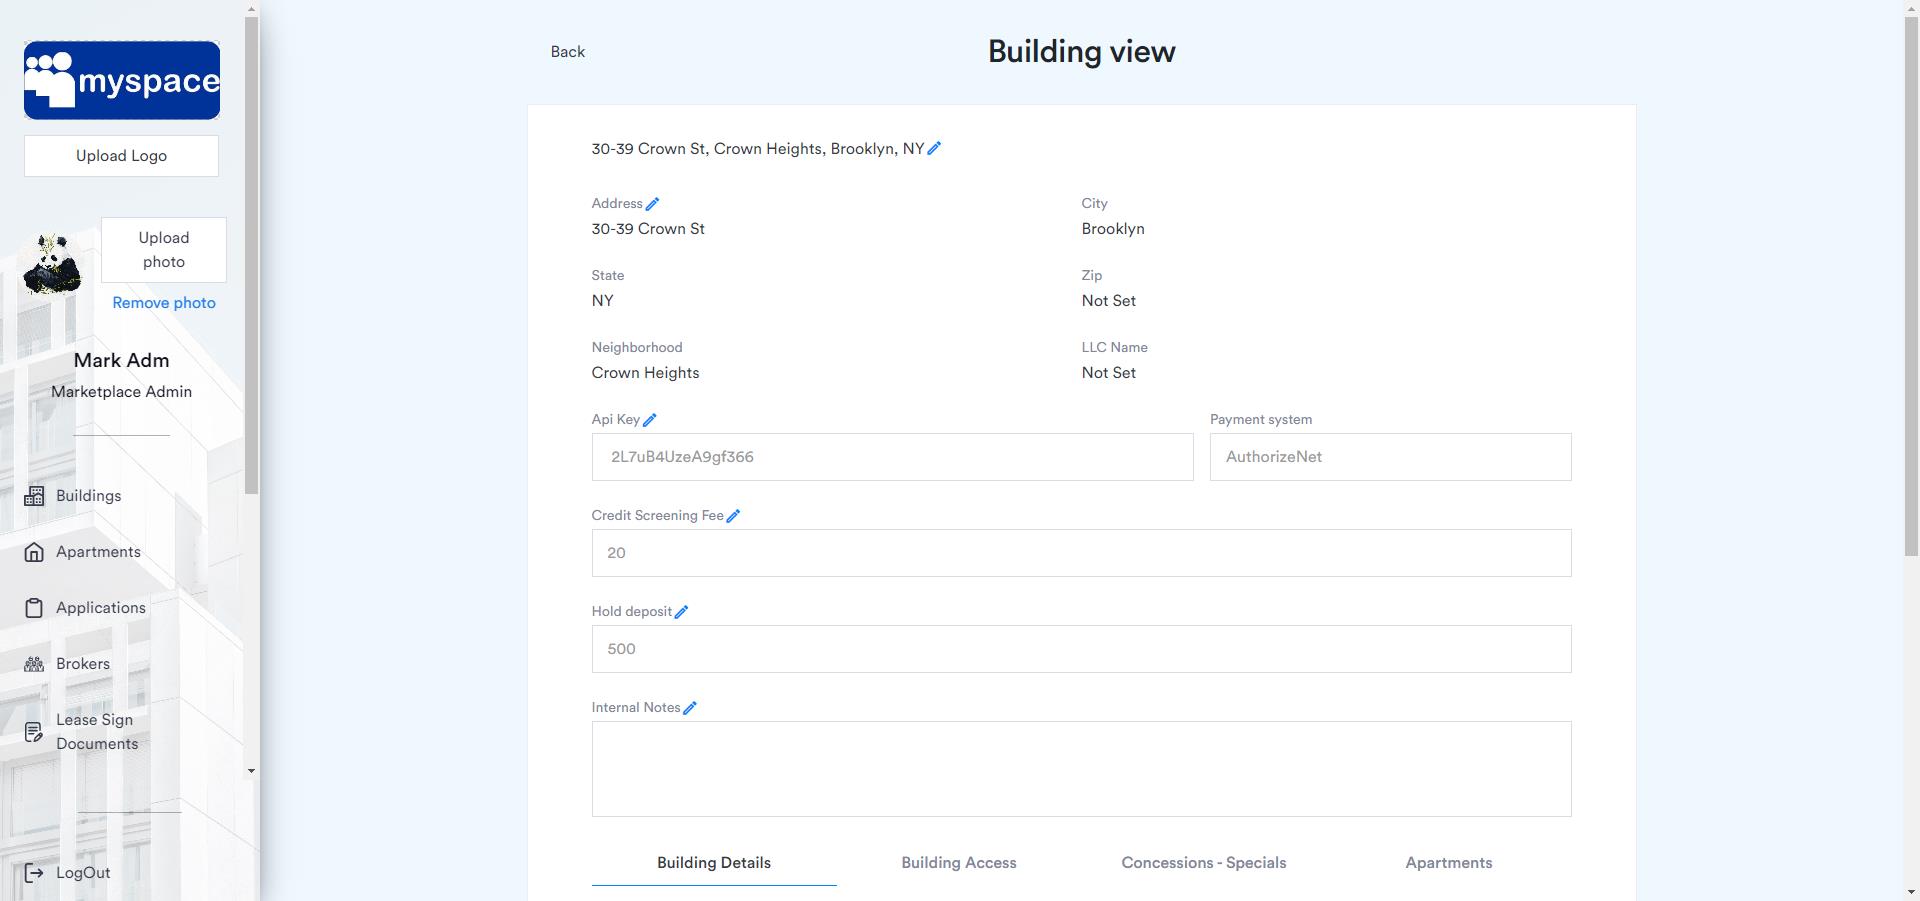 myspace
Upload Logo
Upload
photo
Remove photo
Mark Adm
Marketplace Admin
Buildings
Apartments
Applications
Brokers
Lease Sign
Documents
LogOut
Back
Building view
30-39 Crown St, Crown Heights, Brooklyn, NY
Address
30-39 Crown St
City
Brooklyn
State
NY
Zip
Not Set
Neighborhood
Crown Heights
LLC Name
Not Set
Api Key
2L7uB4UzeA9gf366
Payment system
AuthorizeNet
Credit Screening Fee
20
Hold deposit
500
Internal Notes
Building Details
Building Access
Concessions - Specials
Apartments